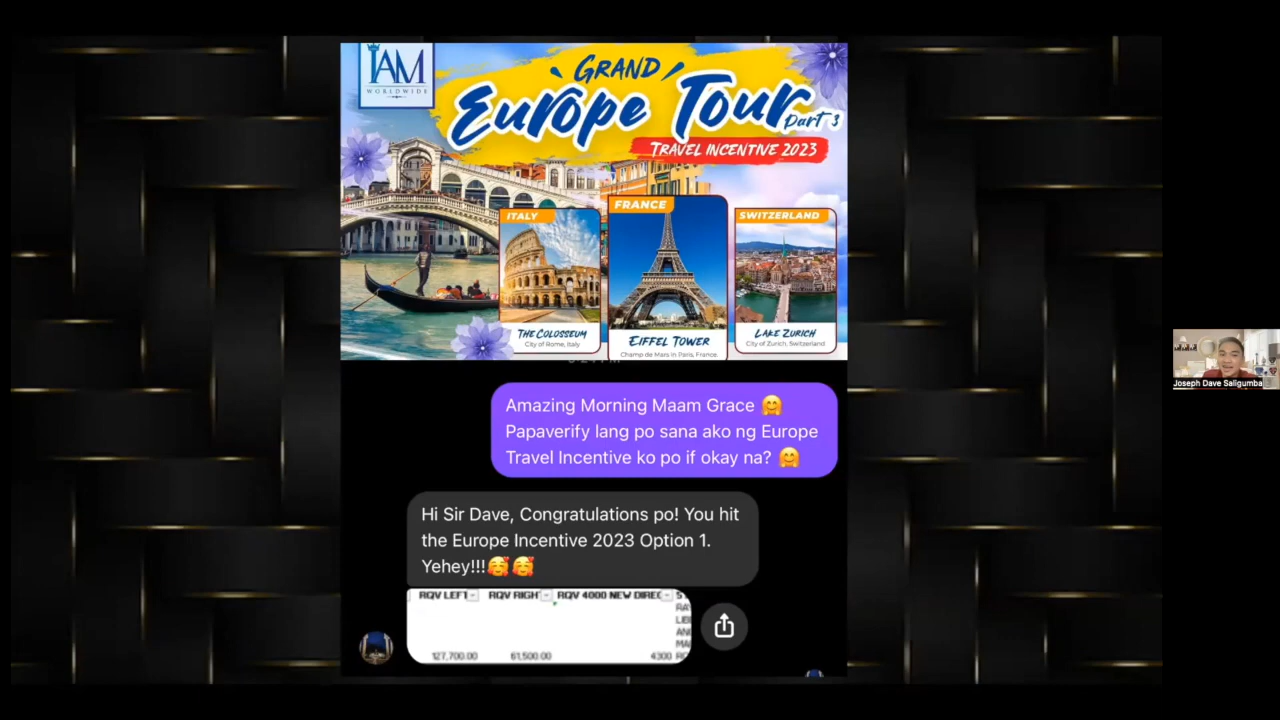 IAM
WORLDWIDE
GRAND
Europe Tour
Part 3
TRAVEL INCENTIVE 2023
ITALY
FRANCE
SWITZERLAND
THE COLOSSEUM
City of Rome, Italy
EIFFEL TOWER
Champ de Mars in Paris, France.
LAKE ZURICH
City of Zurich, Switzerland
Amazing Morning Maam Grace 🤗
Papaverify lang po sana ako ng Europe
Travel Incentive ko po if okay na? 🤗
Hi Sir Dave, Congratulations po! You hit
the Europe Incentive 2023 Option 1.
Yehey!!!🥰🥰
RQV LEFT RQV RIGHT RQV 4000 NEW DIREC
127,700.00 61,500.00 4300
Joseph Dave Saligumba